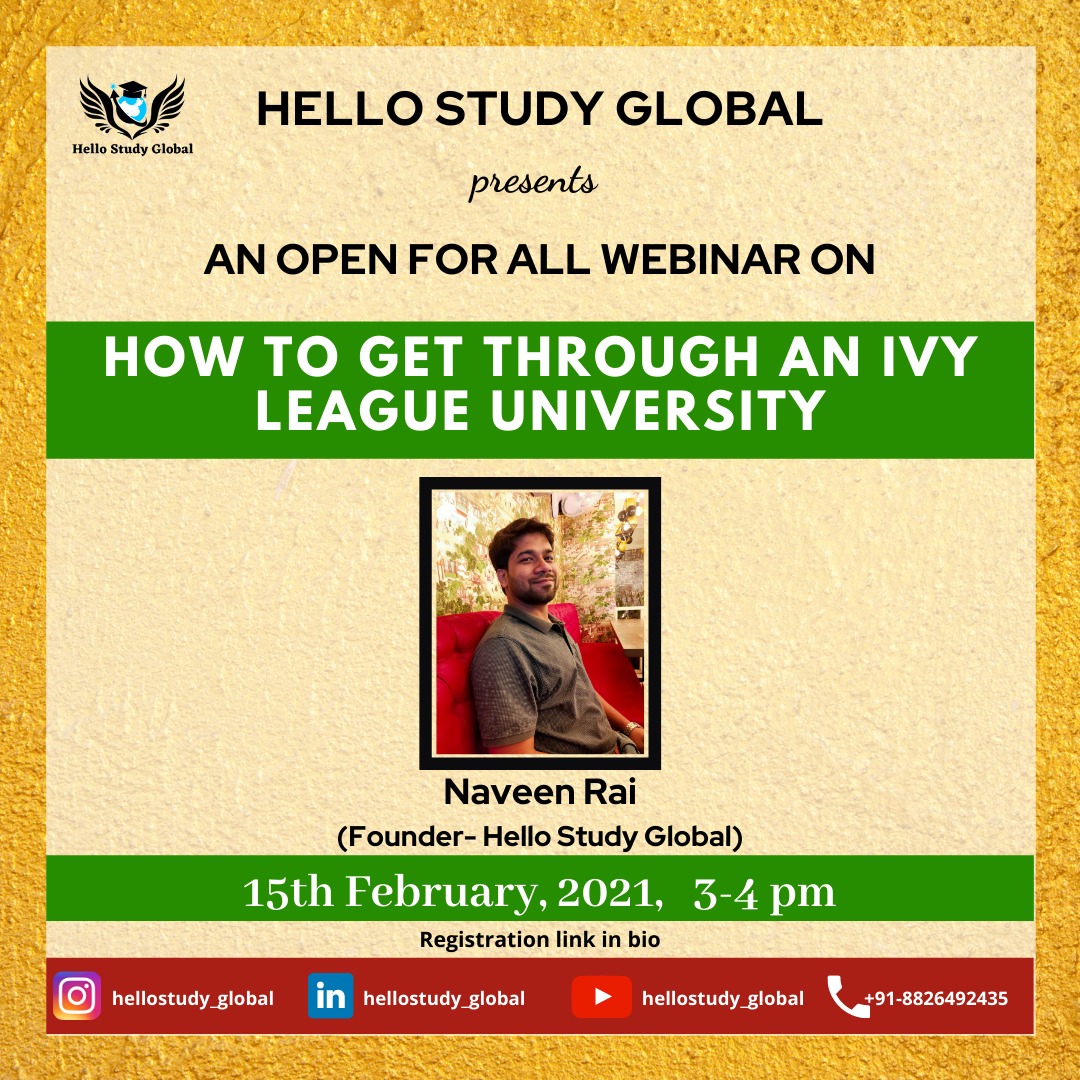 Hello Study Global
HELLO STUDY GLOBAL
presents
AN OPEN FOR ALL WEBINAR ON
HOW TO GET THROUGH AN IVY
LEAGUE UNIVERSITY
Naveen Rai
(Founder- Hello Study Global)
15th February, 2021, 3-4 pm
Registration link in bio
hellostudy_global in hellostudy_global hellostudy_global +91-8826492435